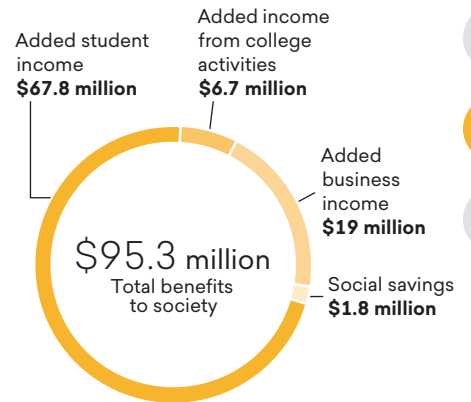 Added student
income
$67.8 million
Added income
from college
activities
$6.7 million
Added
business
income
$19 million
$95.3 million
Total benefits
to society
Social savings
$1.8 million